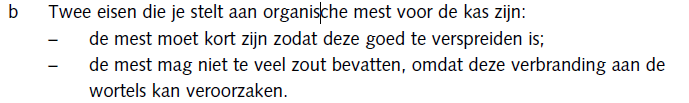 b Twee eisen die je stelt aan organische mest voor de kas zijn:
– de mest moet kort zijn zodat deze goed te verspreiden is;
– de mest mag niet te veel zout bevatten, omdat deze verbranding aan de
wortels kan veroorzaken.